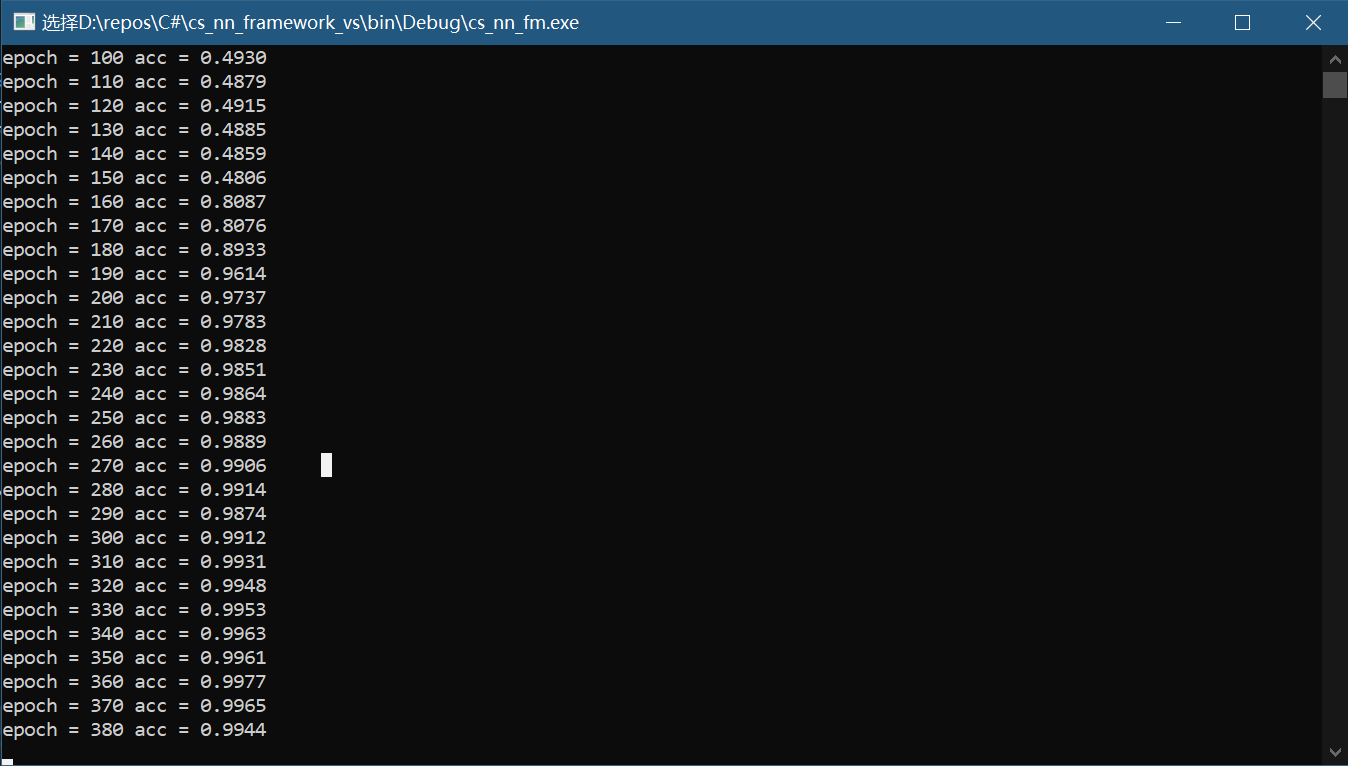 选择D:\repos\C#\cs_nn_framework_vs\bin\Debug\cs_nn_fm.exe
epoch = 100 acc = 0.4930
epoch = 110 acc = 0.4879
epoch = 120 acc = 0.4915
epoch = 130 acc = 0.4885
epoch = 140 acc = 0.4859
epoch = 150 acc = 0.4806
epoch = 160 acc = 0.8087
epoch = 170 acc = 0.8076
epoch = 180 acc = 0.8933
epoch = 190 acc = 0.9614
epoch = 200 acc = 0.9737
epoch = 210 acc = 0.9783
epoch = 220 acc = 0.9828
epoch = 230 acc = 0.9851
epoch = 240 acc = 0.9864
epoch = 250 acc = 0.9883
epoch = 260 acc = 0.9889
epoch = 270 acc = 0.9906
epoch = 280 acc = 0.9914
epoch = 290 acc = 0.9874
epoch = 300 acc = 0.9912
epoch = 310 acc = 0.9931
epoch = 320 acc = 0.9948
epoch = 330 acc = 0.9953
epoch = 340 acc = 0.9963
epoch = 350 acc = 0.9961
epoch = 360 acc = 0.9977
epoch = 370 acc = 0.9965
epoch = 380 acc = 0.9944